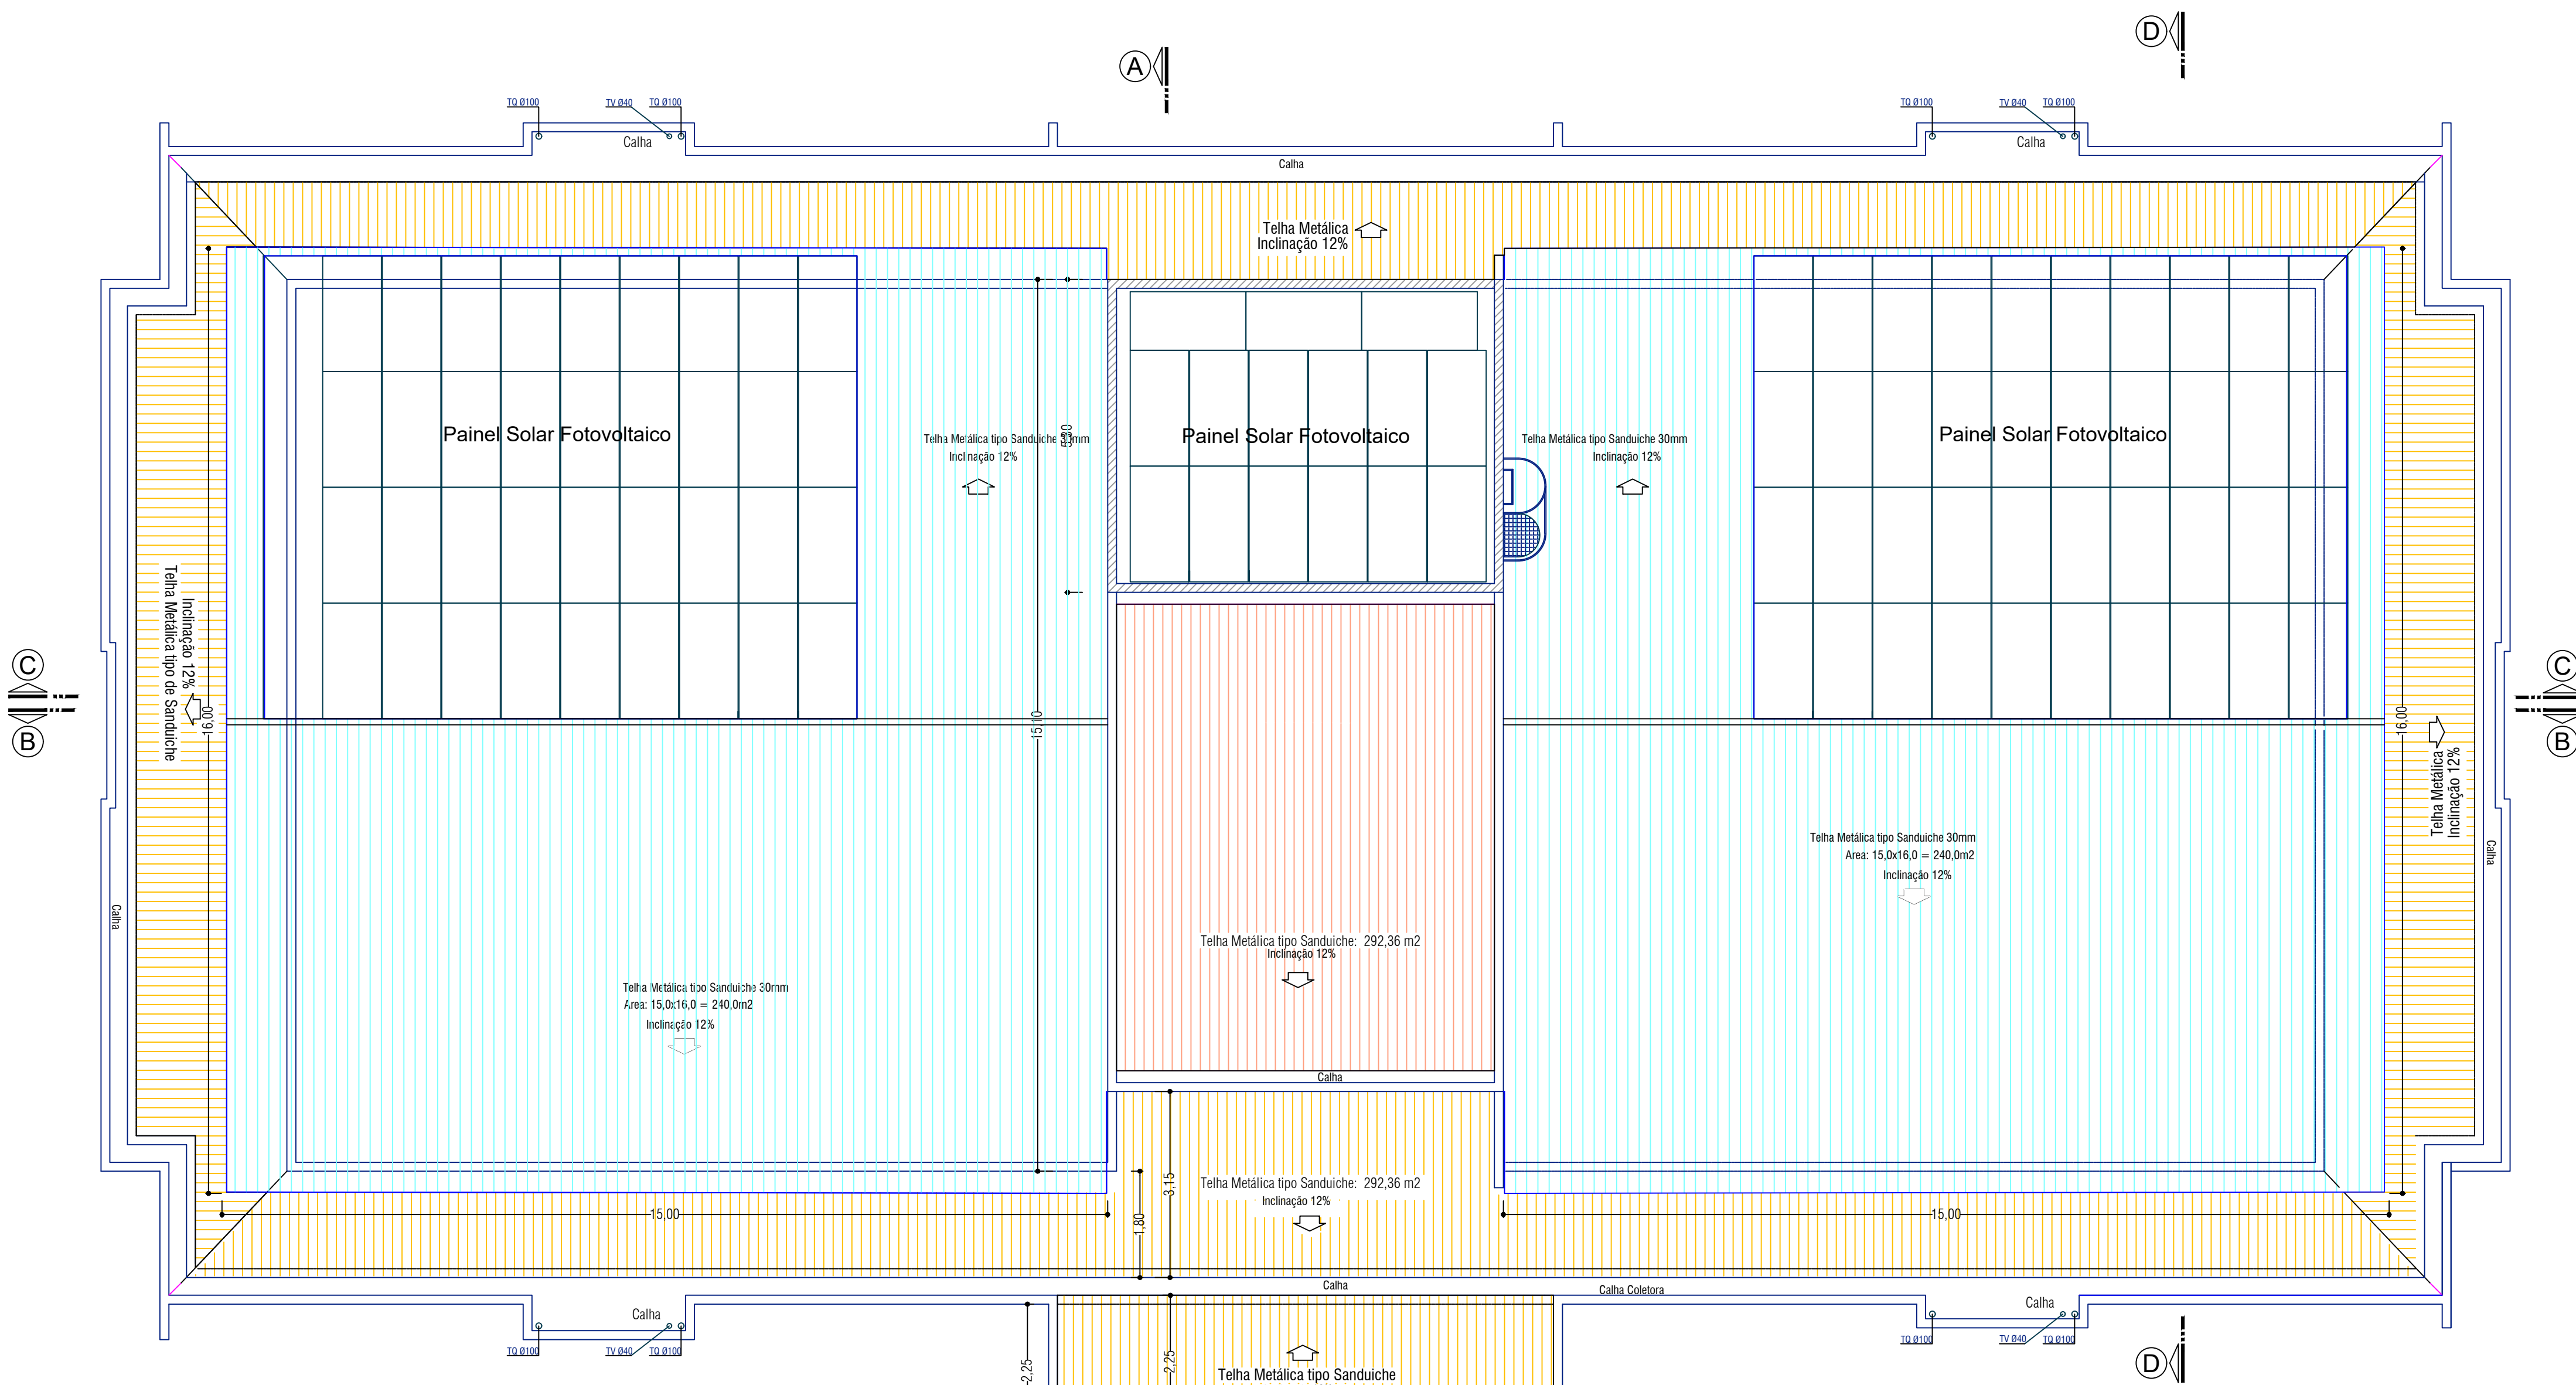 D
A
TQ Ø100
TV Ø40
TQ Ø100
TQ Ø100
TV Ø40
TQ Ø100
Calha
Calha
Calha
Telha Metálica
Inclinação 12%
Painel Solar Fotovoltaico
Telha Metálica tipo Sanduiche 30mm
Inclinação 12%
Painel Solar Fotovoltaico
Telha Metálica tipo Sanduiche 30mm
Inclinação 12%
Painel Solar Fotovoltaico
Telha Metálica tipo de Sanduiche
Inclinação 12%
16,00
15,10
16,00
C
B
C
B
Telha Metálica
Inclinação 12%
Telha Metálica tipo Sanduiche 30mm
Area: 15,0x16,0 = 240,0m2
Inclinação 12%
Calha
Calha
Telha Metálica tipo Sanduiche: 292,36 m2
Inclinação 12%
Telha Metálica tipo Sanduiche 30mm
Area: 15,0x16,0 = 240,0m2
Inclinação 12%
Calha
3,15
Telha Metálica tipo Sanduiche: 292,36 m2
Inclinação 12%
15,00
1,80
15,00
Calha
Calha Coletora
Calha
Calha
TQ Ø100
TV Ø40
TQ Ø100
TQ Ø100
TV Ø40
TQ Ø100
2,25
2,25
D
Telha Metálica tipo Sanduiche